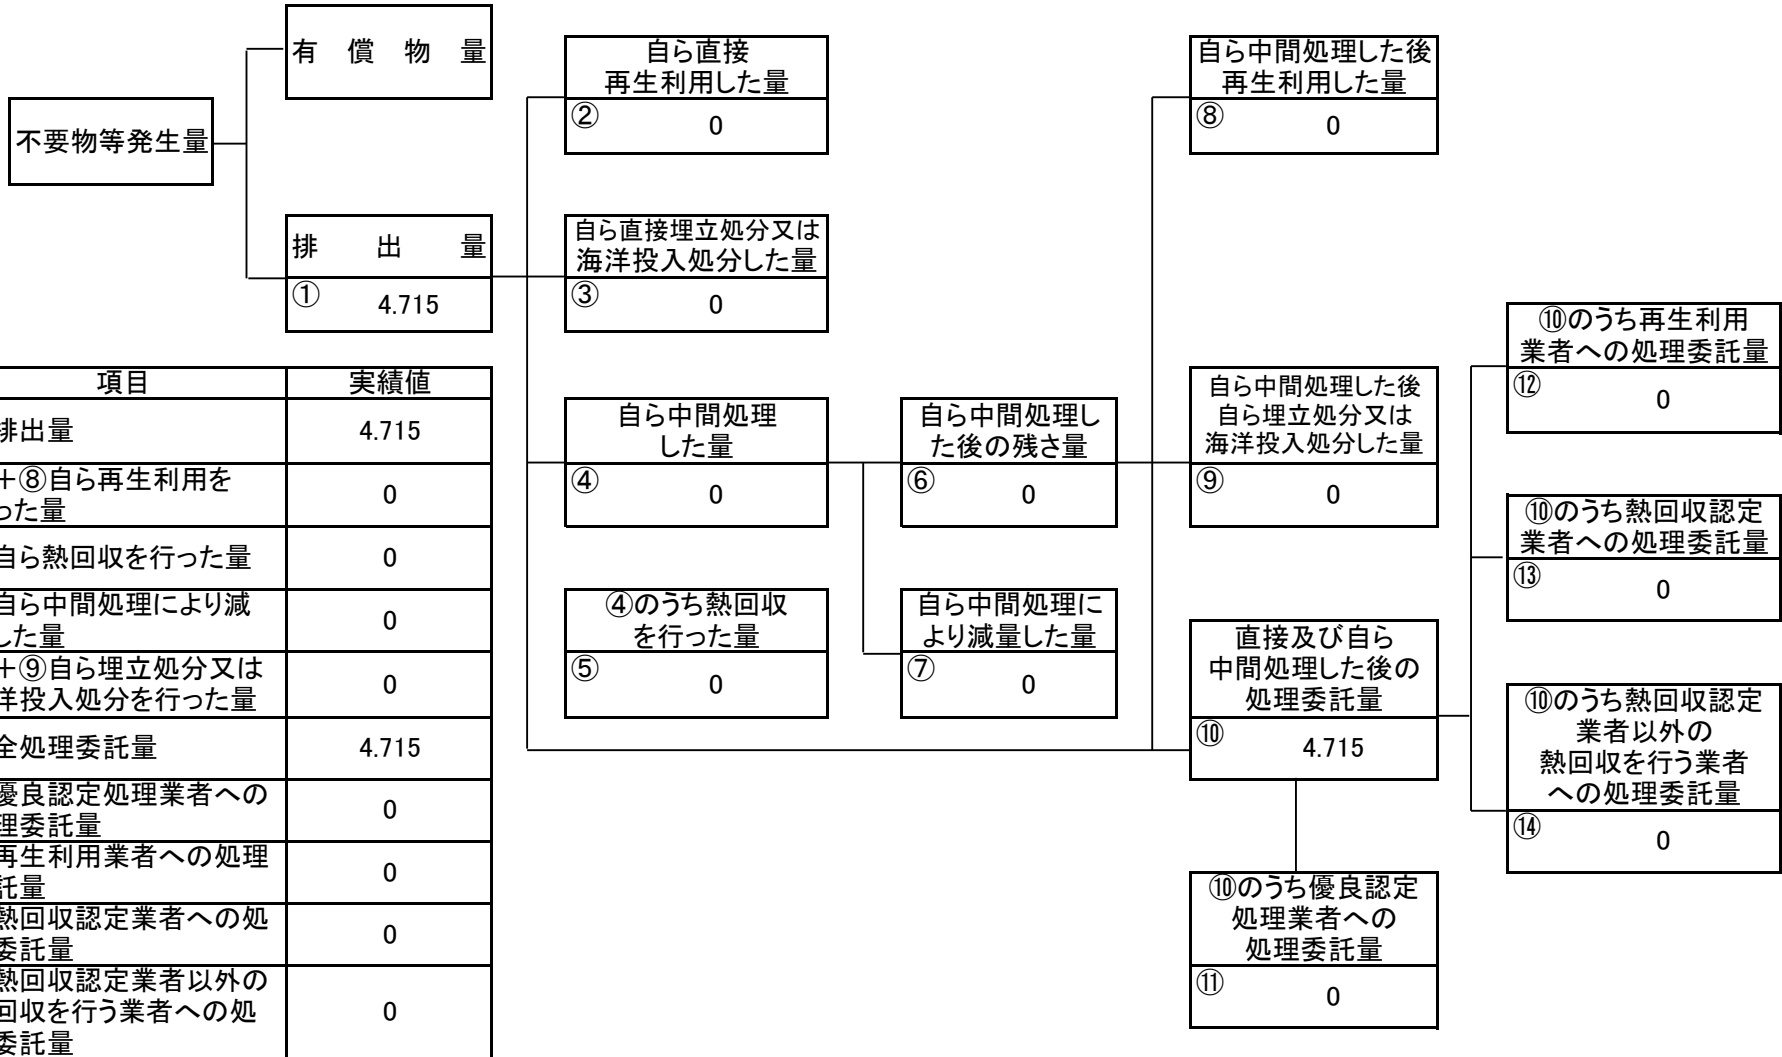 有償物量
不要物等発生量
排出量
① 4.715
自ら直接
再生利用した量
② 0
自ら直接埋立処分又は
海洋投入処分した量
③ 0
自ら中間処理
した量
④ 0
④のうち熱回収
を行った量
⑤ 0
自ら中間処理し
た後の残さ量
⑥ 0
自ら中間処理に
より減量した量
⑦ 0
自ら中間処理した後
再生利用した量
⑧ 0
自ら中間処理した後
自ら埋立処分又は
海洋投入処分した量
⑨ 0
直接及び自ら
中間処理した後の
処理委託量
⑩ 4.715
⑩のうち優良認定
処理業者への
処理委託量
⑪ 0
⑩のうち再生利用
業者への処理委託量
⑫ 0
⑩のうち熱回収認定
業者への処理委託量
⑬ 0
⑩のうち熱回収認定
業者以外の
熱回収を行う業者
への処理委託量
⑭ 0
項目 実績値
排出量 4.715
+⑧自ら再生利用を
った量 0
自ら熱回収を行った量 0
自ら中間処理により減
した量 0
+⑨自ら埋立処分又は
洋投入処分を行った量 0
全処理委託量 4.715
優良認定処理業者への
理委託量 0
再生利用業者への処理
託量 0
熱回収認定業者への処
委託量 0
熱回収認定業者以外の
回収を行う業者への処
委託量 0